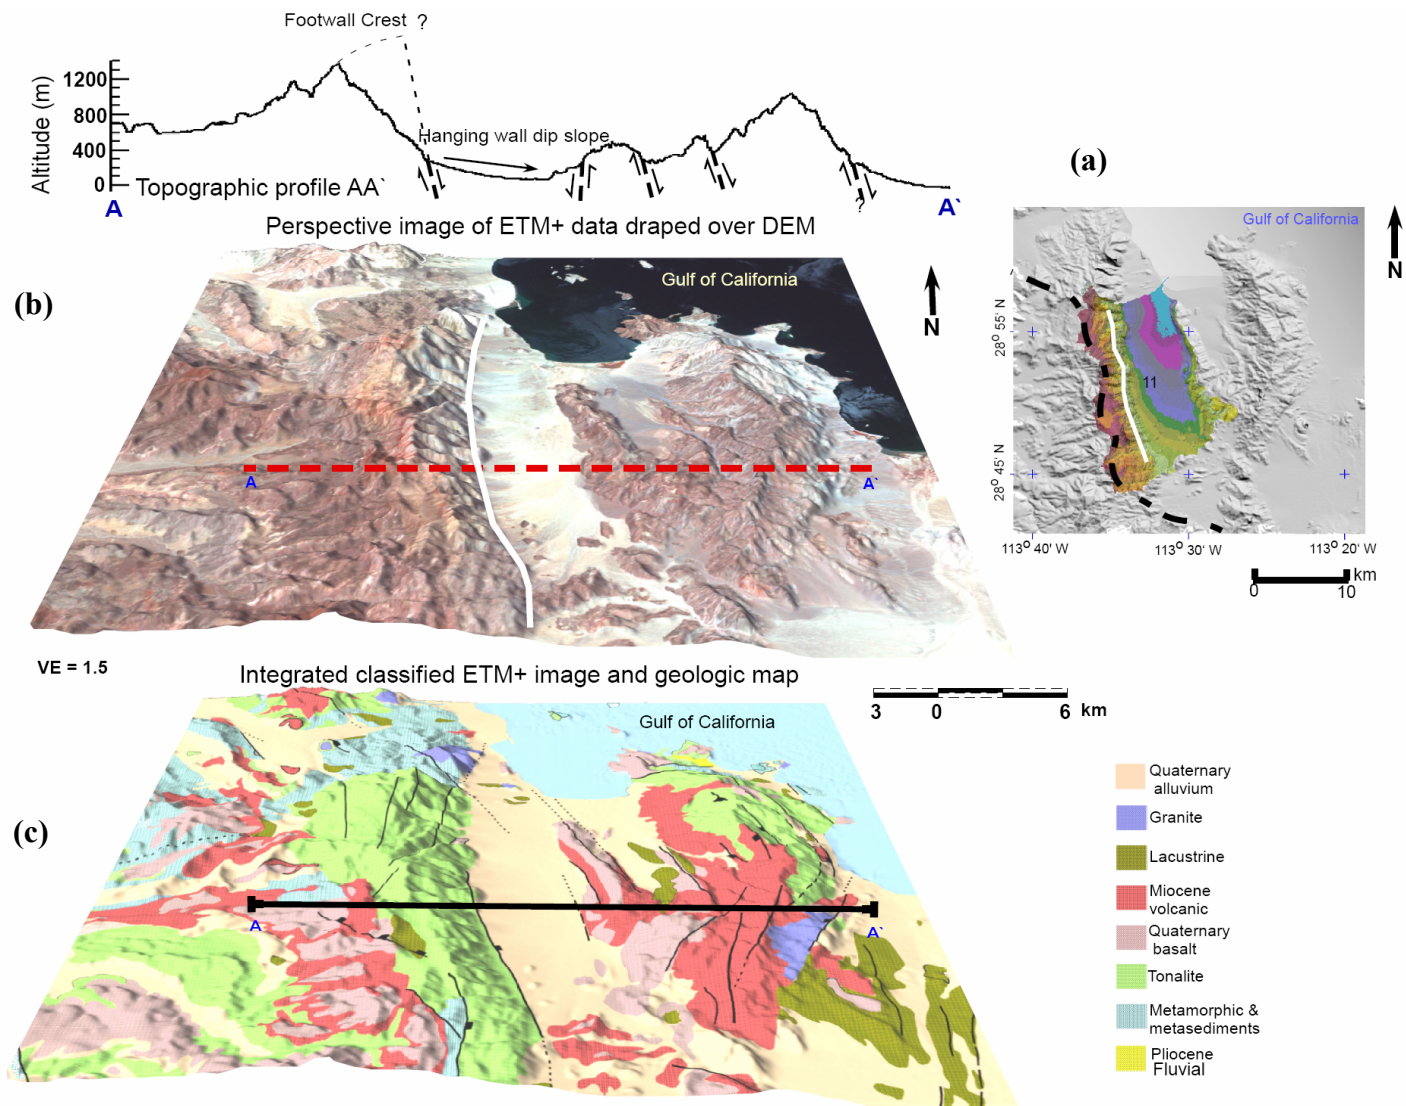 Footwall Crest ?
Altitude (m)
1200
800
400
0
Hanging wall dip slope
Topographic profile AA`
?
A
A`
Perspective image of ETM+ data draped over DEM
(a)
Gulf of California
N
28° 55' N
28° 45' N
11
113° 40' W
113° 30' W
113° 20' W
0
10
km
(b)
Gulf of California
N
A
A`
VE = 1.5
Integrated classified ETM+ image and geologic map
3
0
6
km
(c)
Gulf of California
A
A`
Quaternary
alluvium
Granite
Lacustrine
Miocene
volcanic
Quaternary
basalt
Tonalite
Metamorphic &
metasediments
Pliocene
Fluvial